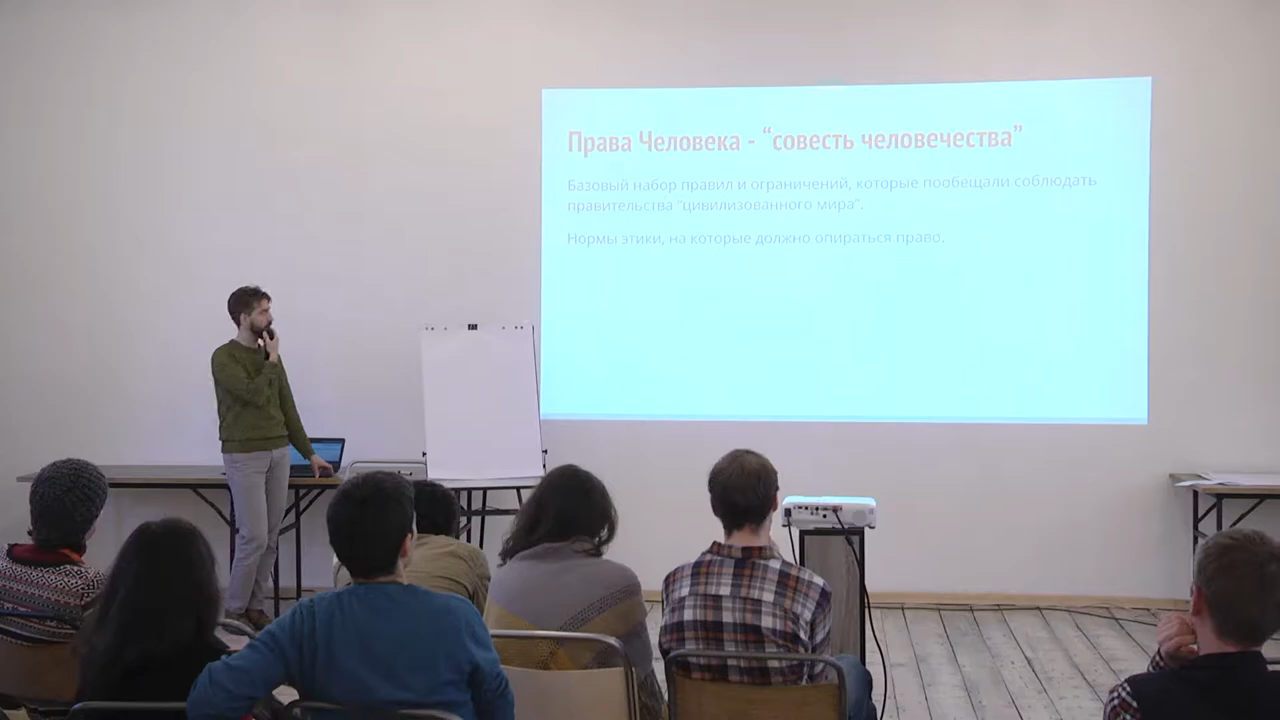 Права Человека - “совесть человечества”
Базовый набор правил и ограничений, которые пообещали соблюдать
правительства “цивилизованного мира”.
Нормы этики, на которые должно опираться право.